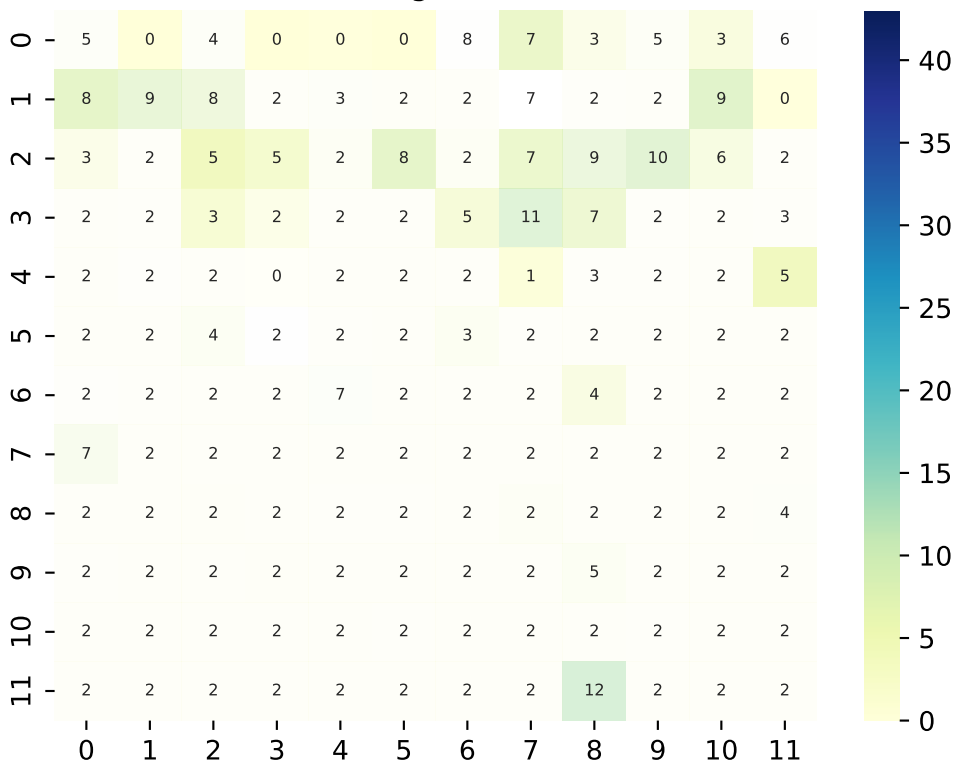 0 5 0 4 0 0 0 8 7 3 5 3 6
1 8 9 8 2 3 2 2 7 2 2 9 0
2 3 2 5 5 2 8 2 7 9 10 6 2
3 2 2 3 2 2 2 5 11 7 2 2 3
4 2 2 2 0 2 2 2 1 3 2 2 5
5 2 2 4 2 2 2 3 2 2 2 2 2
6 2 2 2 2 7 2 2 2 4 2 2 2
7 7 2 2 2 2 2 2 2 2 2 2 2
8 2 2 2 2 2 2 2 2 2 2 2 4
9 2 2 2 2 2 2 2 2 5 2 2 2
10 2 2 2 2 2 2 2 2 2 2 2 2
11 2 2 2 2 2 2 2 2 12 2 2 2
0 1 2 3 4 5 6 7 8 9 10 11
40
35
30
25
20
15
10
5
0